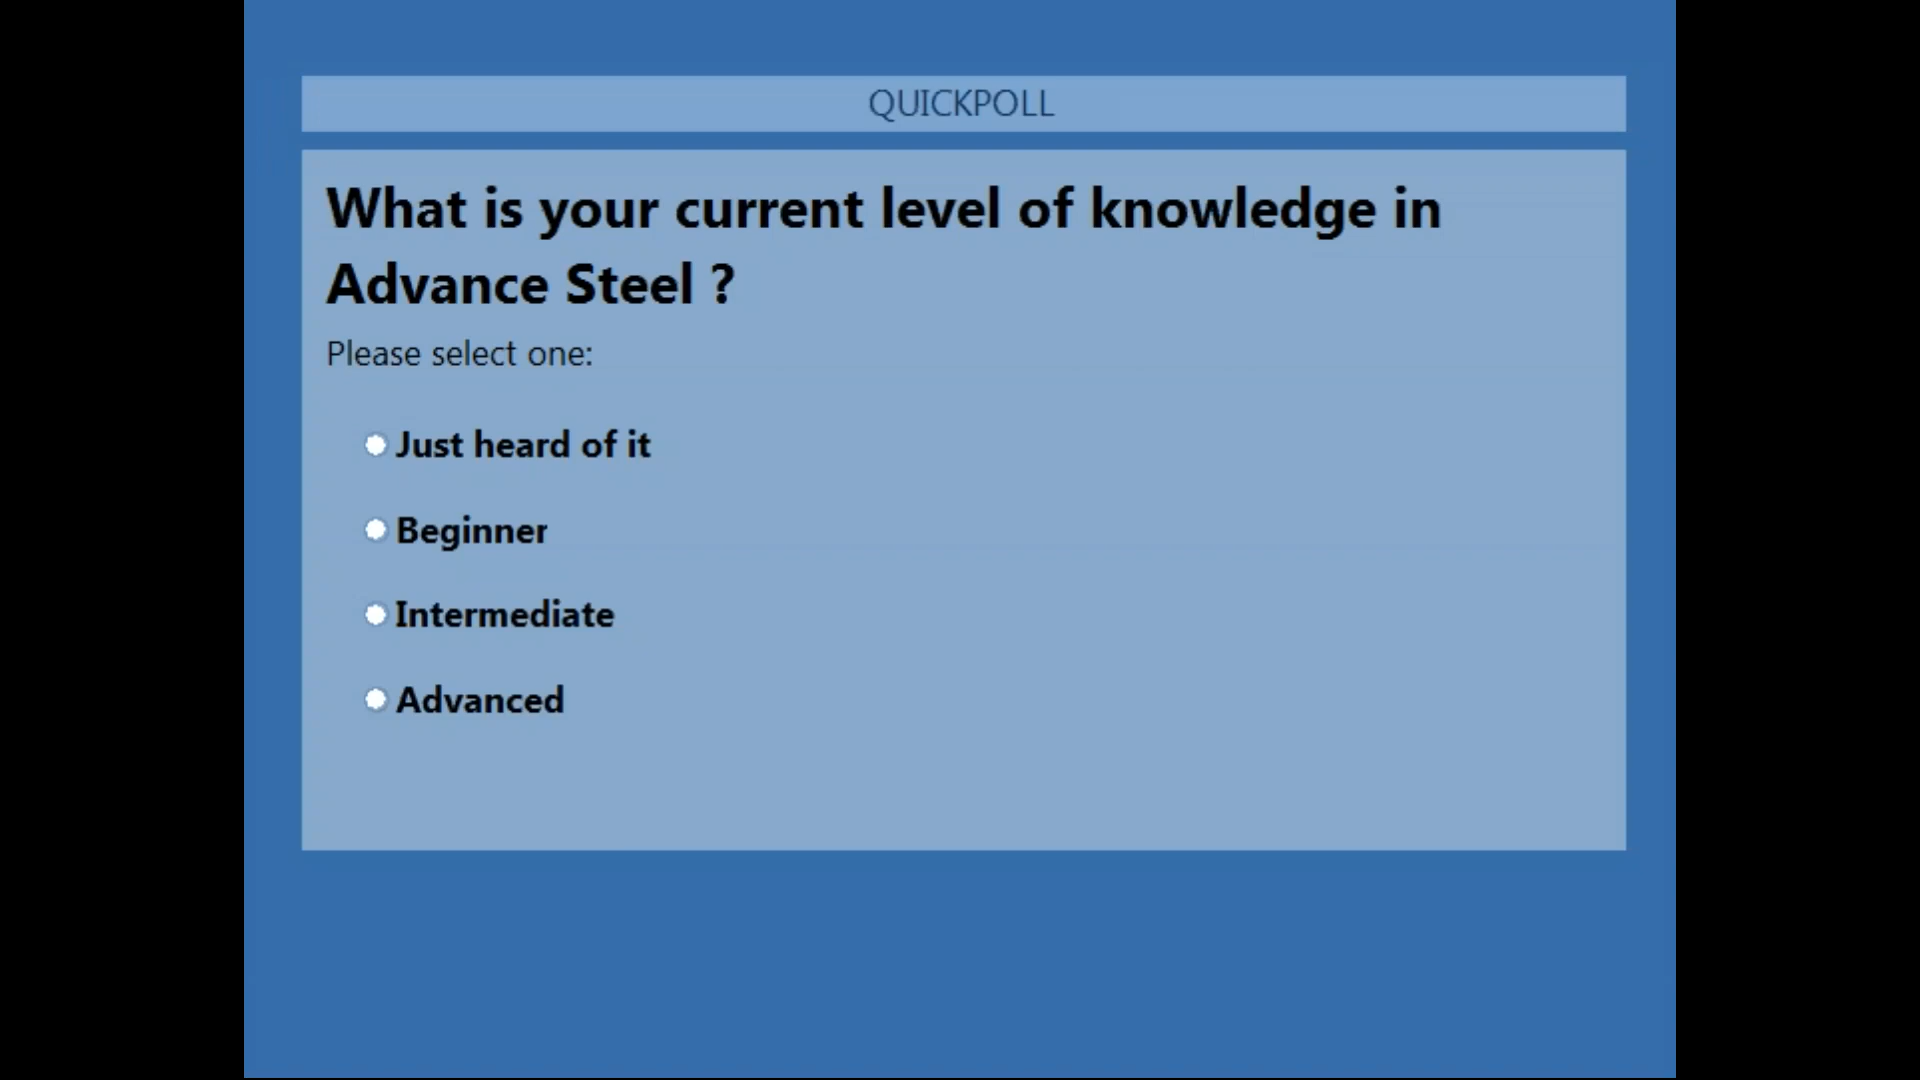 QUICKPOLL
What is your current level of knowledge in
Advance Steel ?
Please select one:
Just heard of it
Beginner
Intermediate
Advanced